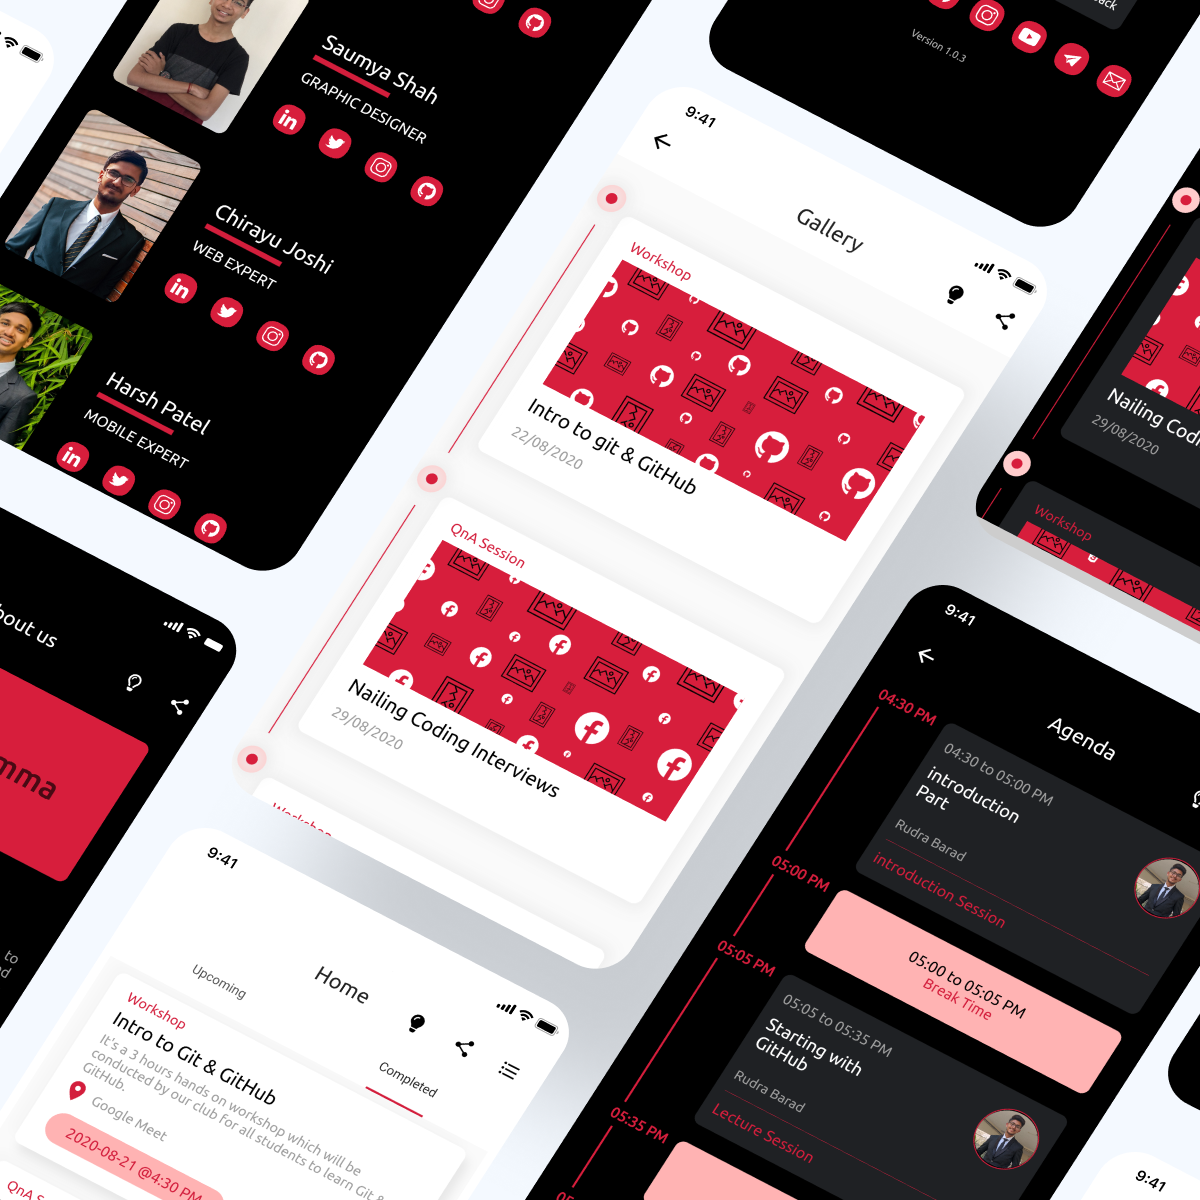 Saumya Shah
GRAPHIC DESIGNER
Chirayu Joshi
WEB EXPERT
Harsh Patel
MOBILE EXPERT
Version 1.0.3
9:41
Gallery
Workshop
Intro to git & GitHub
22/08/2020
QnA Session
Nailing Coding Interviews
29/08/2020
Workshop
Nailing Cod
29/08/2020
Workshop
bout us
mma
to
9:41
Home
Upcoming
Completed
Workshop
Intro to Git & GitHub
It's a 3 hours hands on workshop which will be
conducted by our club for all students to learn Git &
GitHub.
Google Meet
2020-08-21 @4:30 PM
QnA S
9:41
Agenda
04:30 PM
04:30 to 05:00 PM
introduction
Part
Rudra Barad
introduction Session
05:00 PM
05:00 to 05:05 PM
Break Time
05:05 PM
05:05 to 05:35 PM
Starting with
GitHub
Rudra Barad
Lecture Session
05:35 PM
9:41